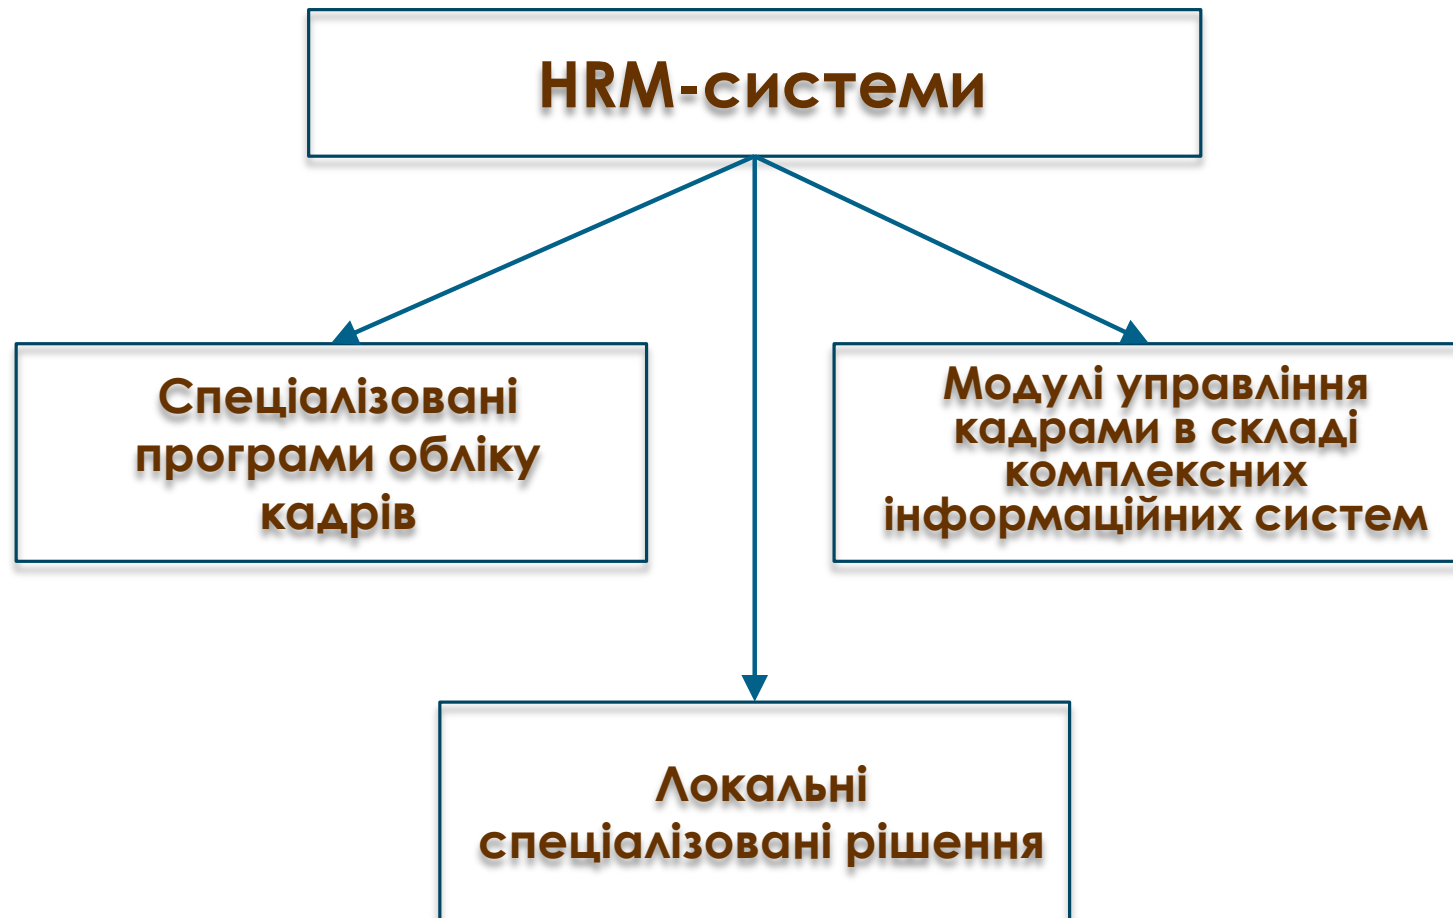 HRM-системи
Спеціалізовані
програми обліку
кадрів
Модулі управління
кадрами в складі
комплексних
інформаційних систем
Локальні
спеціалізовані рішення